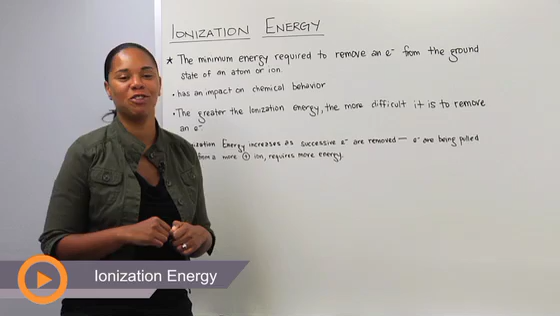 IONIZATION ENERGY
★ The minimum energy required to remove an e⁻ from the ground
state of an atom or ion.
• has an impact on chemical behavior
• The greater the Ionization energy, the more difficult it is to remove
an e⁻
Energy increases as successive e⁻ are removed — e⁻ are being pulled
from a more ⊕ ion, requires more energy.
Ionization Energy